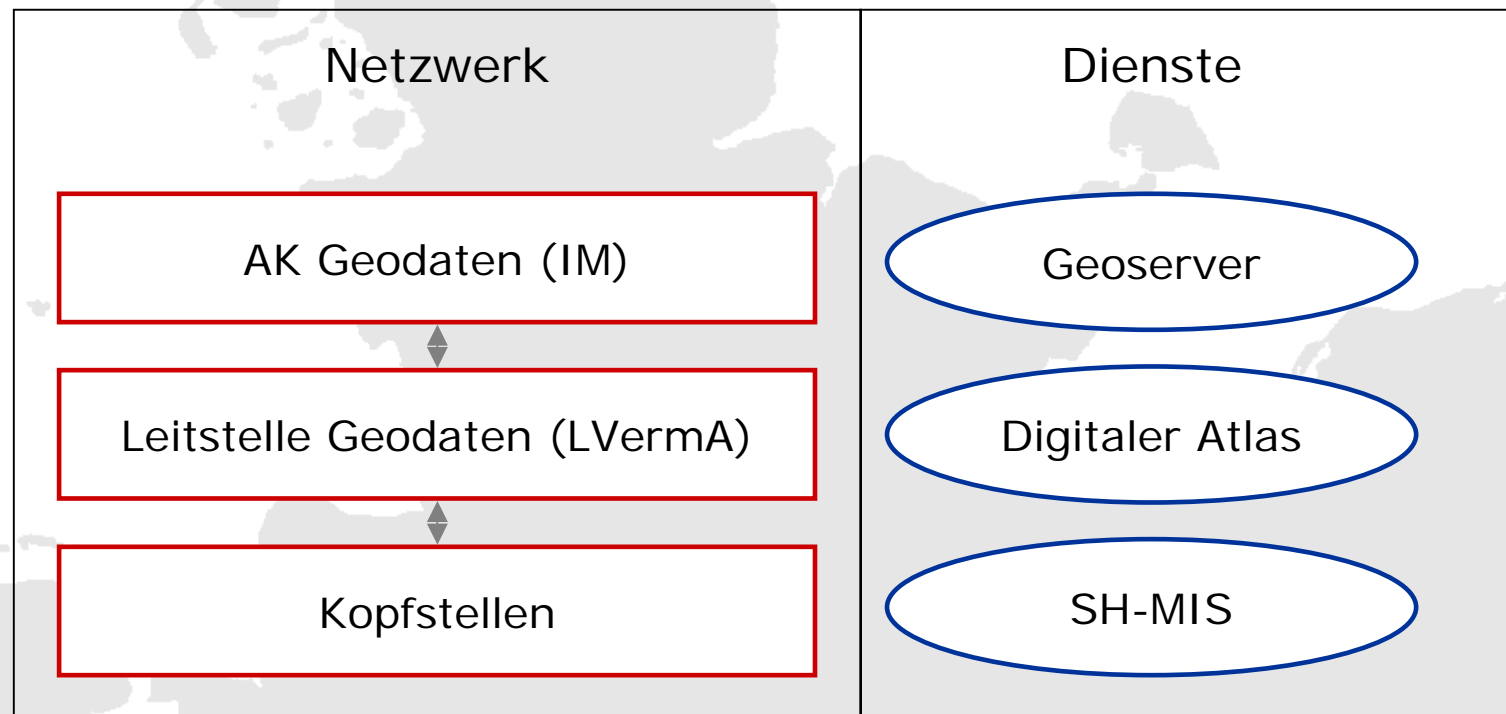 Netzwerk
AK Geodaten (IM)
Leitstelle Geodaten (LVermA)
Kopfstellen
Dienste
Geoserver
Digitaler Atlas
SH-MIS